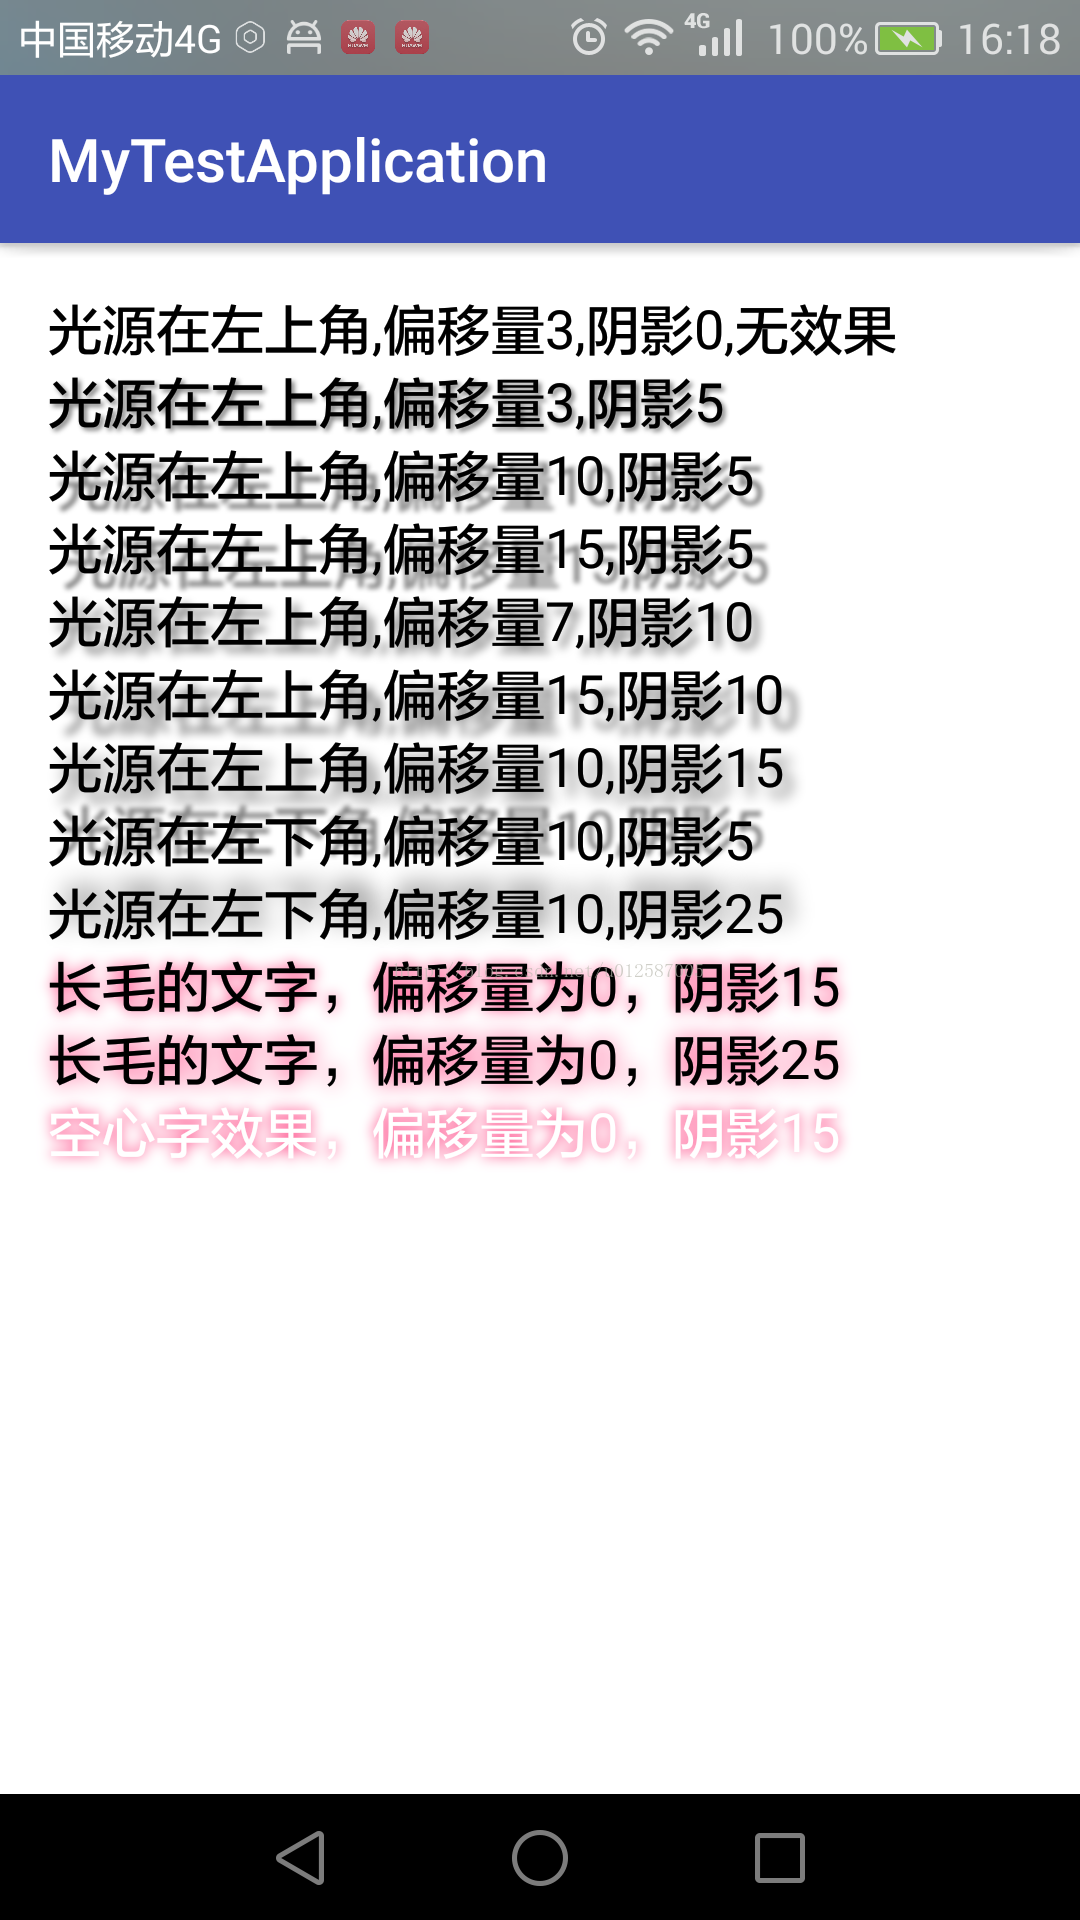 中国移动4G 4G 100% 16:18
MyTestApplication
光源在左上角,偏移量3,阴影0,无效果
光源在左上角,偏移量3,阴影5
光源在左上角,偏移量10,阴影5
光源在左上角,偏移量15,阴影5
光源在左上角,偏移量7,阴影10
光源在左上角,偏移量15,阴影10
光源在左上角,偏移量10,阴影15
光源在左下角,偏移量10,阴影5
光源在左下角,偏移量10,阴影25
长毛的文字，偏移量为0，阴影15
长毛的文字，偏移量为0，阴影25
空心字效果，偏移量为0，阴影15